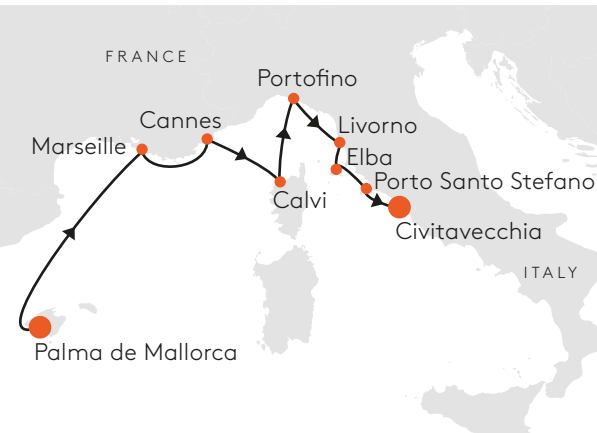 FRANCE
Portofino
Cannes
Livorno
Marseille
Elba
Porto Santo Stefano
Calvi
Civitavecchia
ITALY
Palma de Mallorca